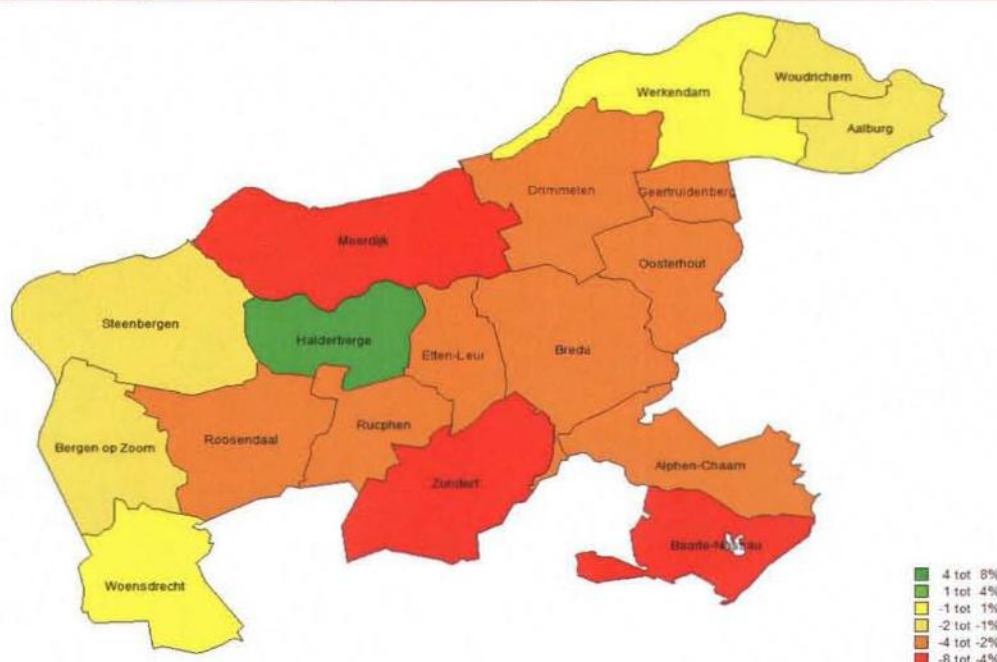 Woudrichem
Werkendam
Aalburg
Drimmelen
Geertruidenberg
Moerdijk
Oosterhout
Steenbergen
Halderberge
Etten-Leur
Breda
Bergen op Zoom
Roosendaal
Rucphen
Alphen-Chaam
Zundert
Baarle-Nassau
Woensdrecht
4 tot 8%
1 tot 4%
-1 tot 1%
-2 tot -1%
-4 tot -2%
-8 tot -4%